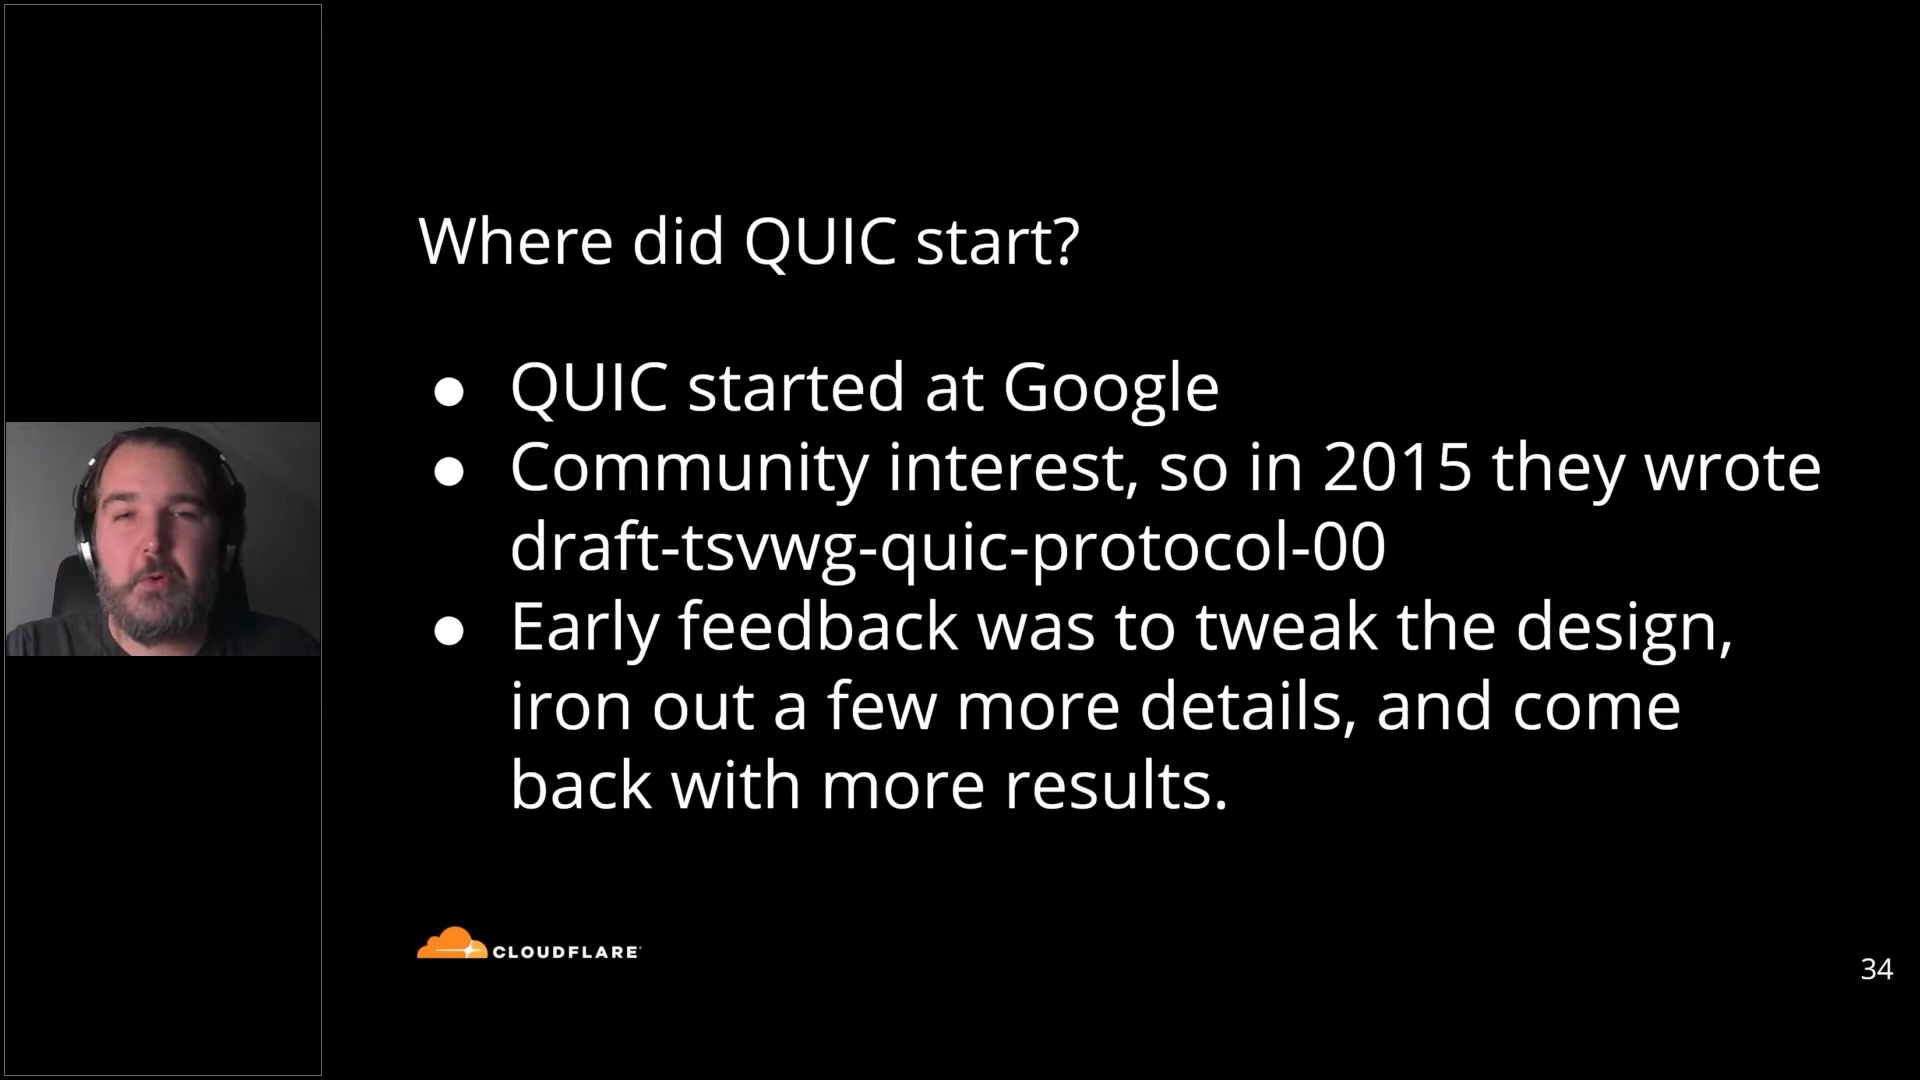 Where did QUIC start?
● QUIC started at Google
● Community interest, so in 2015 they wrote
draft-tsvwg-quic-protocol-00
● Early feedback was to tweak the design,
iron out a few more details, and come
back with more results.
CLOUDFLARE
34